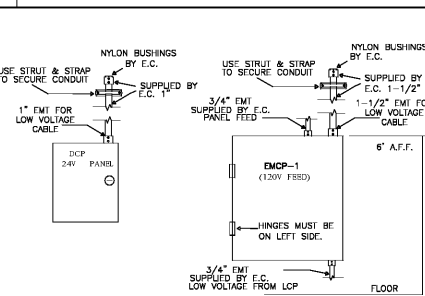 NYLON BUSHINGS
BY E.C.
USE STRUT & STRAP
TO SECURE CONDUIT
SUPPLIED BY
E.C. 1"
1" EMT FOR
LOW VOLTAGE
CABLE
DCP
24V PANEL
NYLON BUSHINGS
BY E.C.
USE STRUT & STRAP
TO SECURE CONDUIT
SUPPLIED BY
E.C. 1-1/2"
3/4" EMT
SUPPLIED BY E.C.
PANEL FEED
1-1/2" EMT FO
LOW VOLTAGE
CABLE
EMCP-1
(120V FEED)
6' A.F.F.
HINGES MUST BE
ON LEFT SIDE.
3/4" EMT
SUPPLIED BY E.C.
LOW VOLTAGE FROM LCP
FLOOR